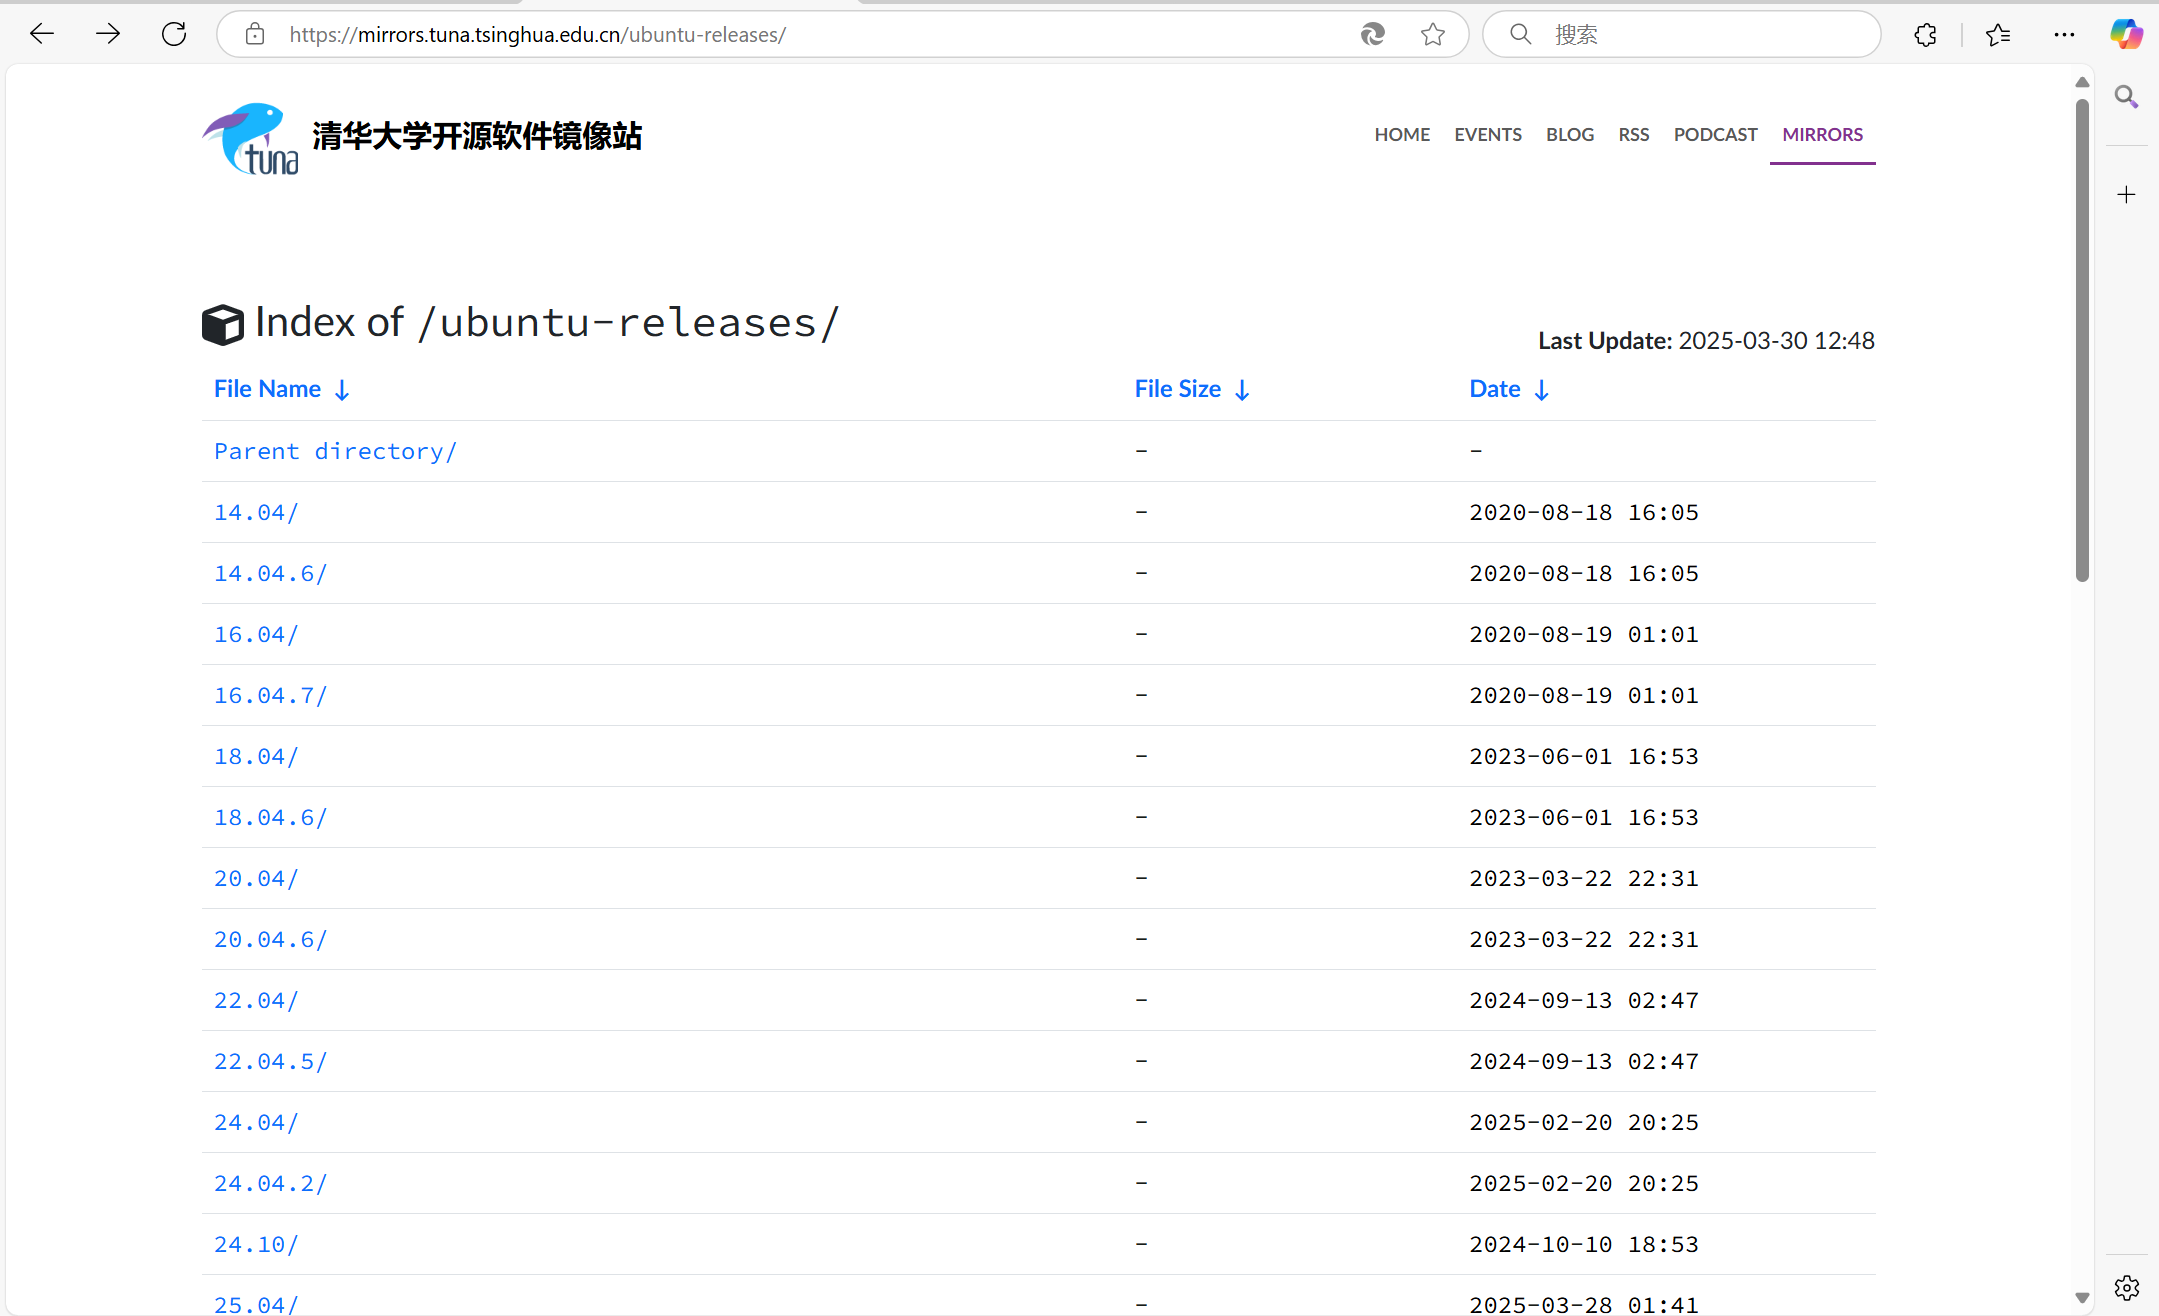 https://mirrors.tuna.tsinghua.edu.cn/ubuntu-releases/
搜索
tuna
清华大学开源软件镜像站
HOME EVENTS BLOG RSS PODCAST MIRRORS
Index of /ubuntu-releases/
Last Update: 2025-03-30 12:48
File Name ↓ File Size ↓ Date ↓
Parent directory/ - -
14.04/ - 2020-08-18 16:05
14.04.6/ - 2020-08-18 16:05
16.04/ - 2020-08-19 01:01
16.04.7/ - 2020-08-19 01:01
18.04/ - 2023-06-01 16:53
18.04.6/ - 2023-06-01 16:53
20.04/ - 2023-03-22 22:31
20.04.6/ - 2023-03-22 22:31
22.04/ - 2024-09-13 02:47
22.04.5/ - 2024-09-13 02:47
24.04/ - 2025-02-20 20:25
24.04.2/ - 2025-02-20 20:25
24.10/ - 2024-10-10 18:53
25.04/ - 2025-03-28 01:41